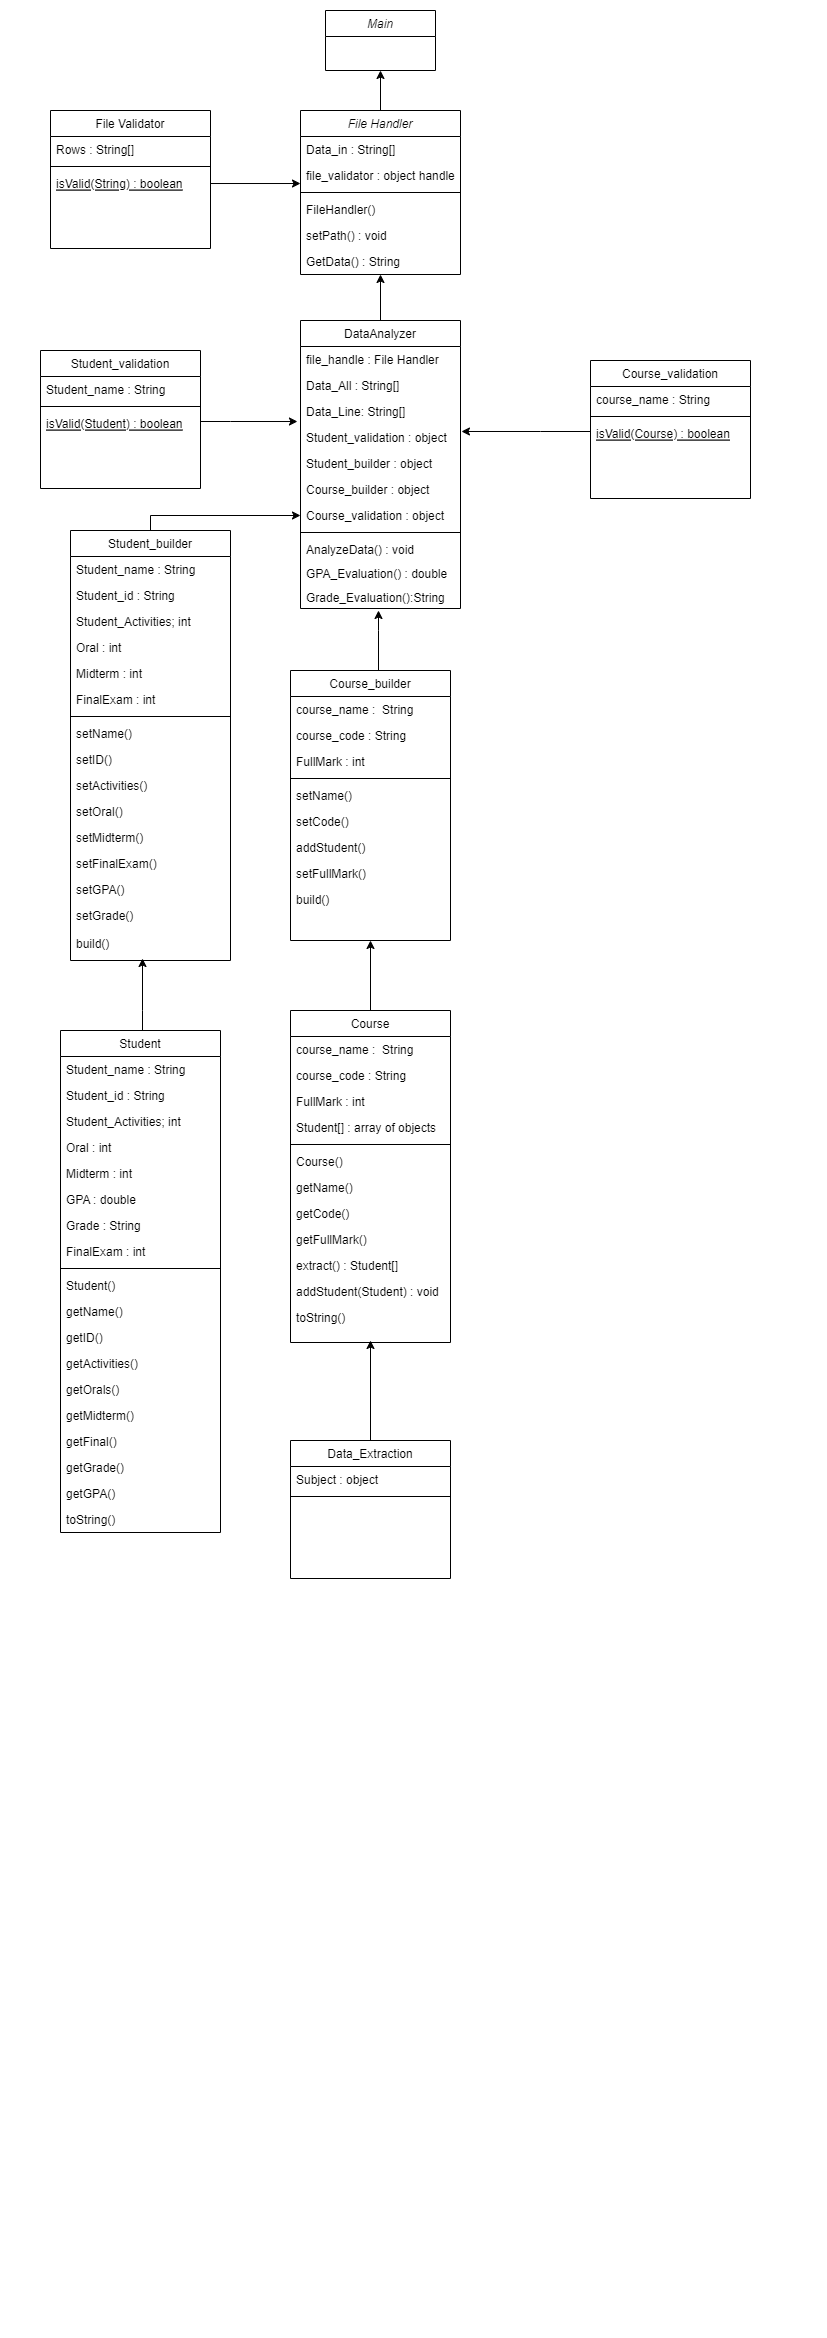 Main
File Validator
Rows : String[]
isValid(String) : boolean
File Handler
Data_in : String[]
file_validator : object handle
FileHandler()
setPath() : void
GetData() : String
Student_validation
Student_name : String
isValid(Student) : boolean
DataAnalyzer
file_handle : File Handler
Data_All : String[]
Data_Line: String[]
Student_validation : object
Student_builder : object
Course_builder : object
Course_validation : object
AnalyzeData() : void
GPA_Evaluation() : double
Grade_Evaluation():String
Course_validation
course_name : String
isValid(Course) : boolean
Student_builder
Student_name : String
Student_id : String
Student_Activities; int
Oral : int
Midterm : int
FinalExam : int
setName()
setID()
setActivities()
setOral()
setMidterm()
setFinalExam()
setGPA()
setGrade()
build()
Course_builder
course_name :  String
course_code : String
FullMark : int
setName()
setCode()
addStudent()
setFullMark()
build()
Student
Student_name : String
Student_id : String
Student_Activities; int
Oral : int
Midterm : int
GPA : double
Grade : String
FinalExam : int
Student()
getName()
getID()
getActivities()
getOrals()
getMidterm()
getFinal()
getGrade()
getGPA()
toString()
Course
course_name :  String
course_code : String
FullMark : int
Student[] : array of objects
Course()
getName()
getCode()
getFullMark()
extract() : Student[]
addStudent(Student) : void
toString()
Data_Extraction
Subject : object